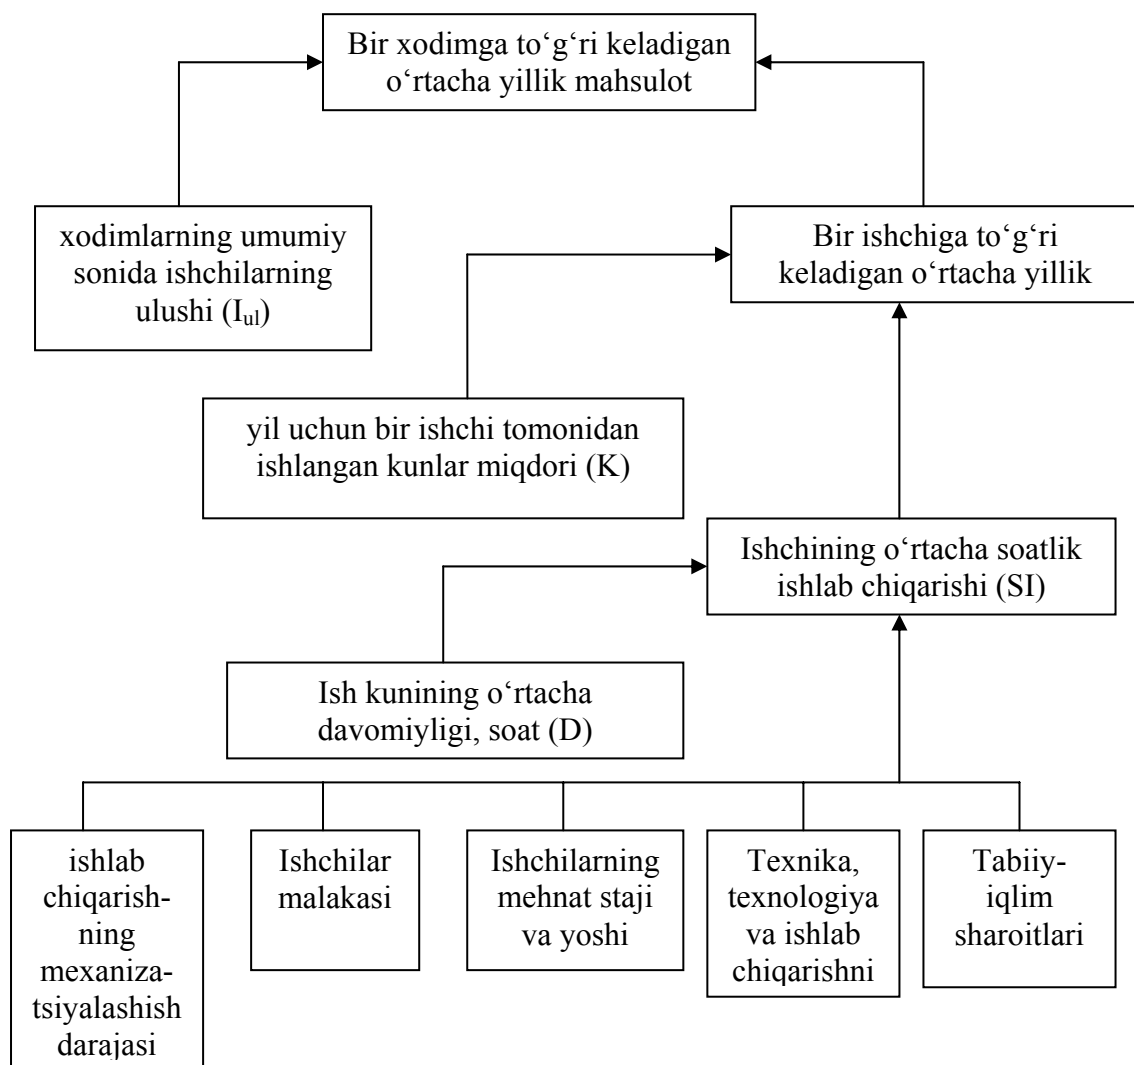 Bir xodimga to‘g‘ri keladigan
o‘rtacha yillik mahsulot
xodimlarning umumiy
sonida ishchilarning
ulushi (Iul)
Bir ishchiga to‘g‘ri
keladigan o‘rtacha yillik
yil uchun bir ishchi tomonidan
ishlangan kunlar miqdori (K)
Ishchining o‘rtacha soatlik
ishlab chiqarishi (SI)
Ish kunining o‘rtacha
davomiyligi, soat (D)
ishlab
chiqarish-
ning
mexaniza-
tsiyalashish
darajasi
Ishchilar
malakasi
Ishchilarning
mehnat staji
va yoshi
Texnika,
texnologiya
va ishlab
chiqarishni
Tabiiy-
iqlim
sharoitlari